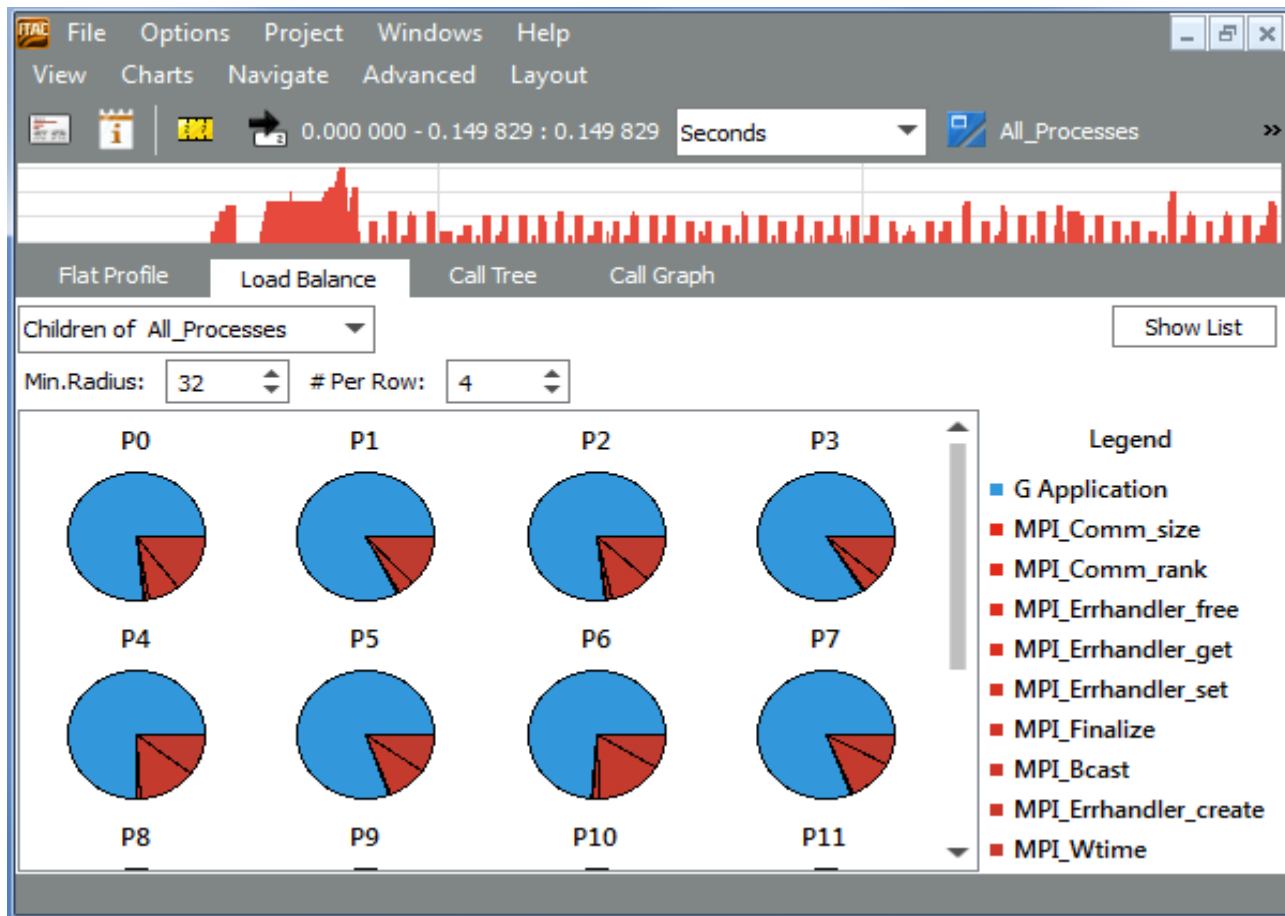 ITAC File Options Project Windows Help
View Charts Navigate Advanced Layout
0.000 000 - 0.149 829 : 0.149 829 Seconds All_Processes »
Flat Profile Load Balance Call Tree Call Graph
Children of All_Processes Show List
Min.Radius: 32 # Per Row: 4
P0 P1 P2 P3
P4 P5 P6 P7
P8 P9 P10 P11
Legend
G Application
MPI_Comm_size
MPI_Comm_rank
MPI_Errhandler_free
MPI_Errhandler_get
MPI_Errhandler_set
MPI_Finalize
MPI_Bcast
MPI_Errhandler_create
MPI_Wtime